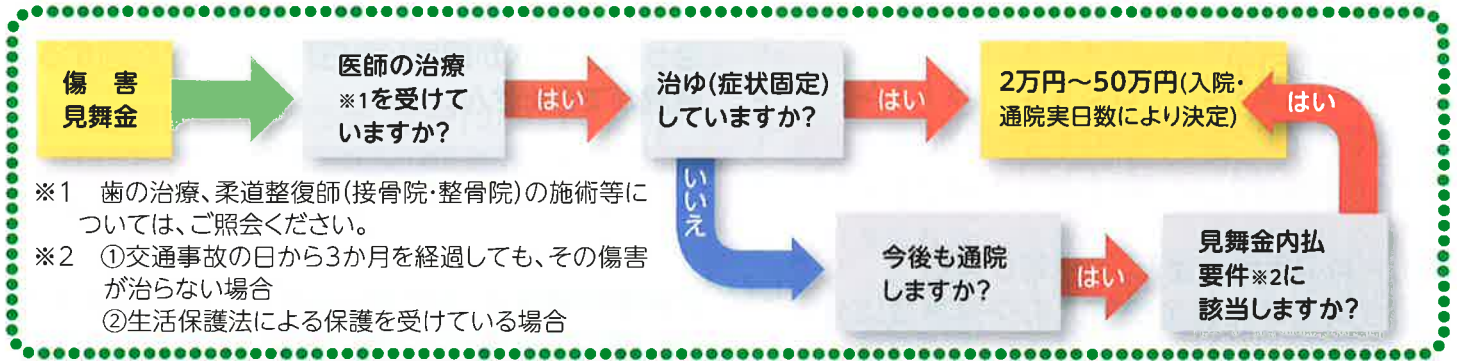 傷　害
見舞金
医師の治療
※1を受けて
いますか?
はい
治ゆ(症状固定)
していますか?
はい
2万円～50万円(入院・
通院実日数により決定)
はい
いいえ
今後も通院
しますか?
はい
見舞金内払
要件※2に
該当しますか?
※1　歯の治療、柔道整復師(接骨院・整骨院)の施術等に
ついては、ご照会ください。
※2　①交通事故の日から3か月を経過しても、その傷害
が治らない場合
②生活保護法による保護を受けている場合